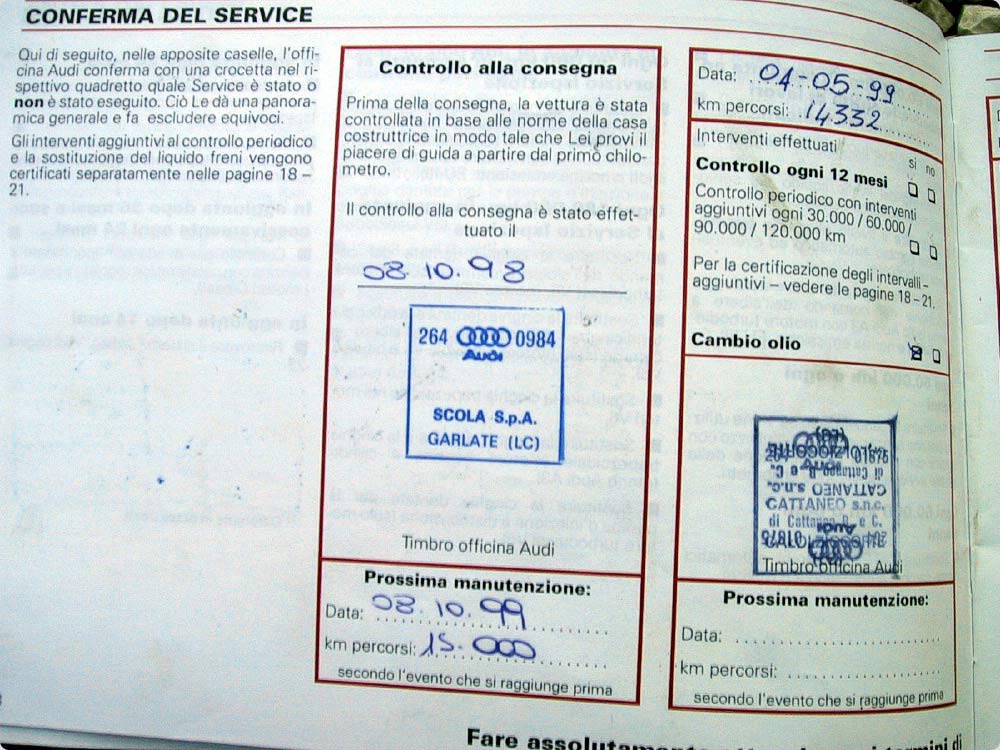 CONFERMA DEL SERVICE
Qui di seguito, nelle apposite caselle, l'offi-
cina Audi conferma con una crocetta nel ri-
spettivo quadretto quale Service è stato o
non è stato eseguito. Ciò Le dà una panora-
mica generale e fa escludere equivoci.
Gli interventi aggiuntivi al controllo periodico
e la sostituzione del liquido freni vengono
certificati separatamente nelle pagine 18 –
21.
Controllo alla consegna
Prima della consegna, la vettura è stata
controllata in base alle norme della casa
costruttrice in modo tale che Lei provi il
piacere di guida a partire dal primo chilo-
metro.
Il controllo alla consegna è stato effet-
tuato il
08.10.98
264 0984
Audi
SCOLA S.p.A.
GARLATE (LC)
Timbro officina Audi
Prossima manutenzione:
Data: 08.10.99
km percorsi: 15.000
secondo l'evento che si raggiunge prima
Data: 04-05-99
km percorsi: 14332
Interventi effettuati
si no
Controllo ogni 12 mesi
Controllo periodico con interventi
aggiuntivi ogni 30.000 / 60.000 /
90.000 / 120.000 km
Per la certificazione degli intervalli
aggiuntivi – vedere le pagine 18–21.
Cambio olio
CATTANEO s.n.c.
di Cattaneo R. e C.
Timbro officina Audi
Prossima manutenzione:
Data:
km percorsi:
secondo l'evento che si raggiunge prima
Fare assolutamente